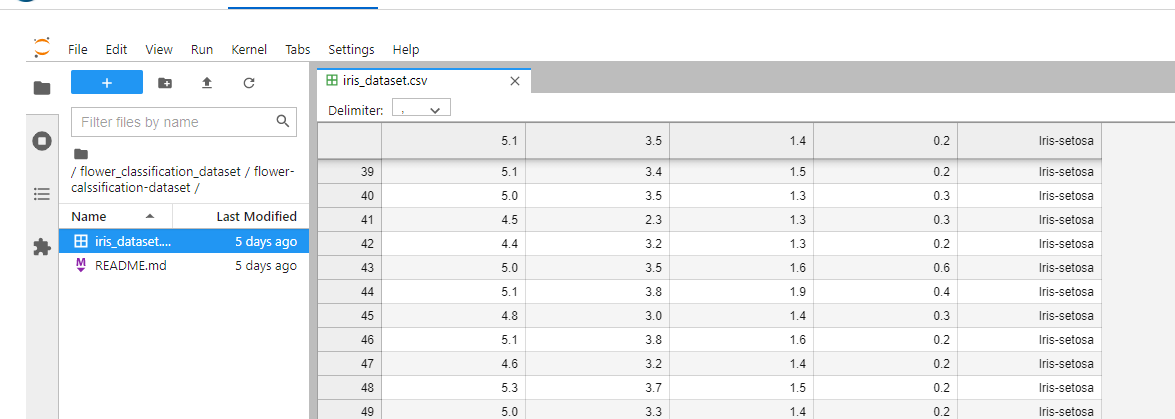 File Edit View Run Kernel Tabs Settings Help
+
Filter files by name
/ flower_classification_dataset / flower-
calssification-dataset /
Name Last Modified
iris_dataset.... 5 days ago
README.md 5 days ago
iris_dataset.csv
Delimiter: ,
5.1 3.5 1.4 0.2 Iris-setosa
39 5.1 3.4 1.5 0.2 Iris-setosa
40 5.0 3.5 1.3 0.3 Iris-setosa
41 4.5 2.3 1.3 0.3 Iris-setosa
42 4.4 3.2 1.3 0.2 Iris-setosa
43 5.0 3.5 1.6 0.6 Iris-setosa
44 5.1 3.8 1.9 0.4 Iris-setosa
45 4.8 3.0 1.4 0.3 Iris-setosa
46 5.1 3.8 1.6 0.2 Iris-setosa
47 4.6 3.2 1.4 0.2 Iris-setosa
48 5.3 3.7 1.5 0.2 Iris-setosa
49 5.0 3.3 1.4 0.2 Iris-setosa